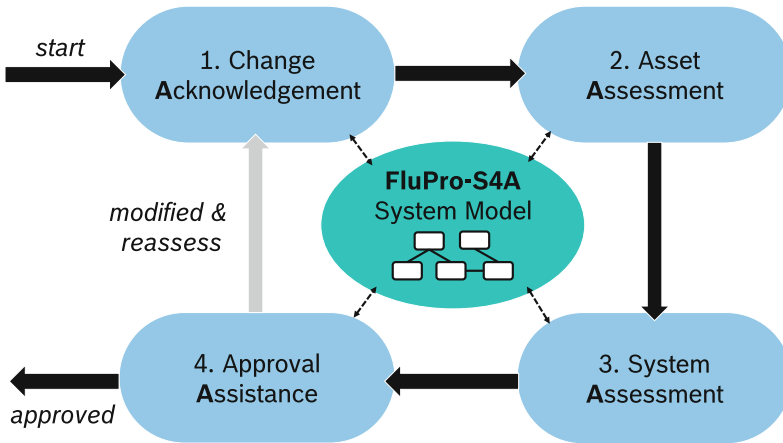 start
1. Change
Acknowledgement
2. Asset
Assessment
FluPro-S4A
System Model
modified &
reassess
4. Approval
Assistance
3. System
Assessment
approved